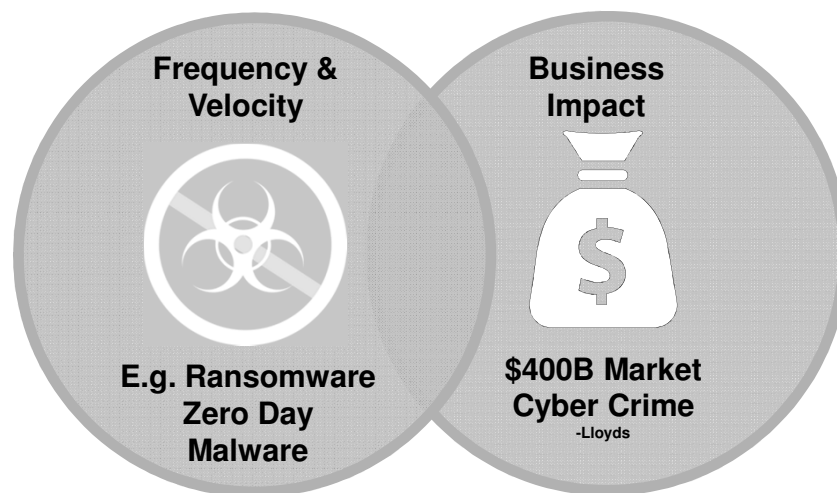 Frequency &
Velocity
E.g. Ransomware
Zero Day
Malware
Business
Impact
$
$400B Market
Cyber Crime
-Lloyds